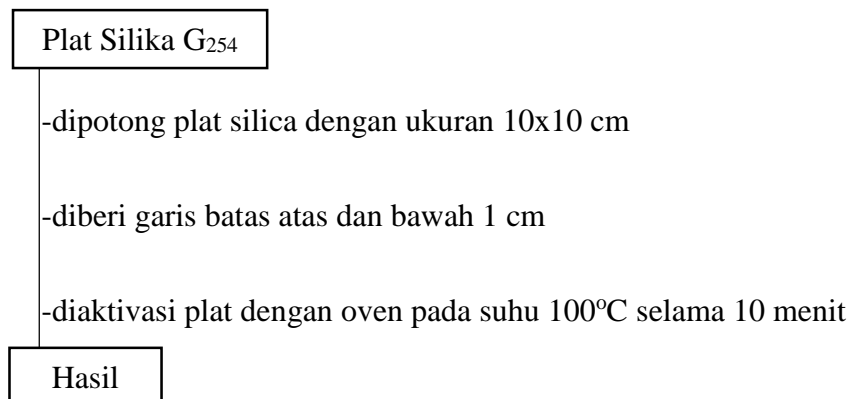 Plat Silika G₂₅₄
-dipotong plat silica dengan ukuran 10x10 cm
-diberi garis batas atas dan bawah 1 cm
-diaktivasi plat dengan oven pada suhu 100ºC selama 10 menit
Hasil